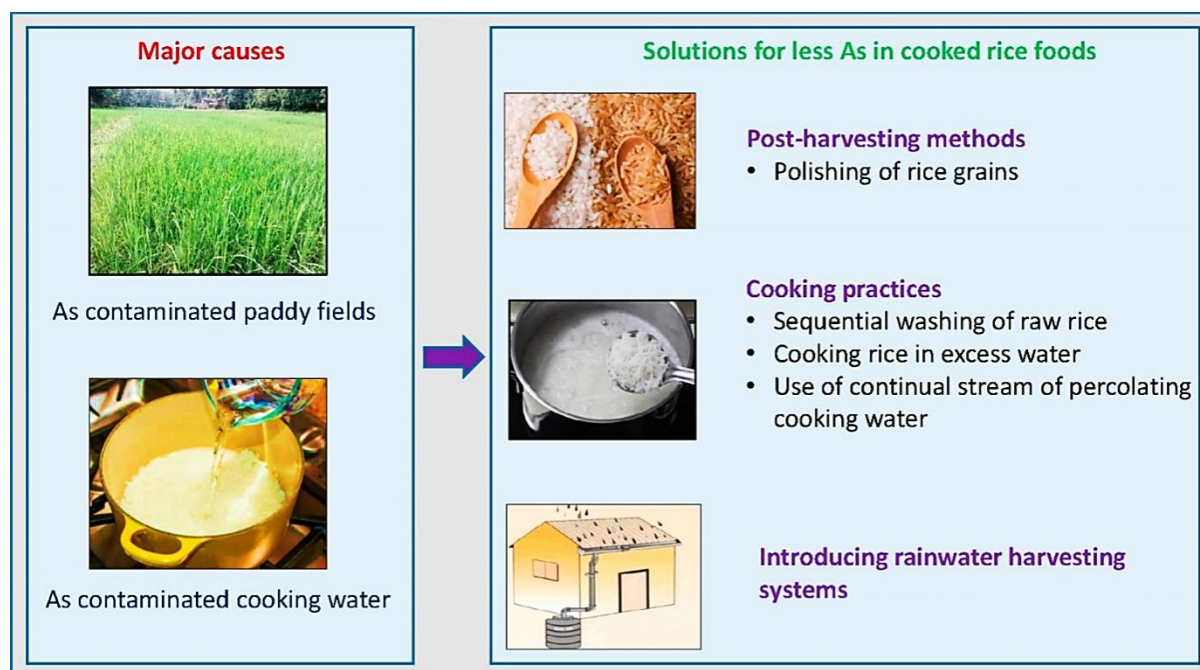 Major causes
As contaminated paddy fields
As contaminated cooking water
Solutions for less As in cooked rice foods
Post-harvesting methods
• Polishing of rice grains
Cooking practices
• Sequential washing of raw rice
• Cooking rice in excess water
• Use of continual stream of percolating
cooking water
Introducing rainwater harvesting
systems